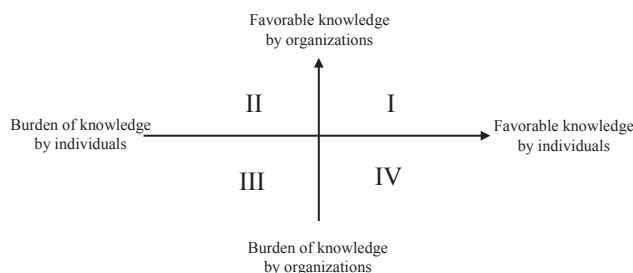 Favorable knowledge
by organizations
II
I
Burden of knowledge
by individuals
Favorable knowledge
by individuals
III
IV
Burden of knowledge
by organizations